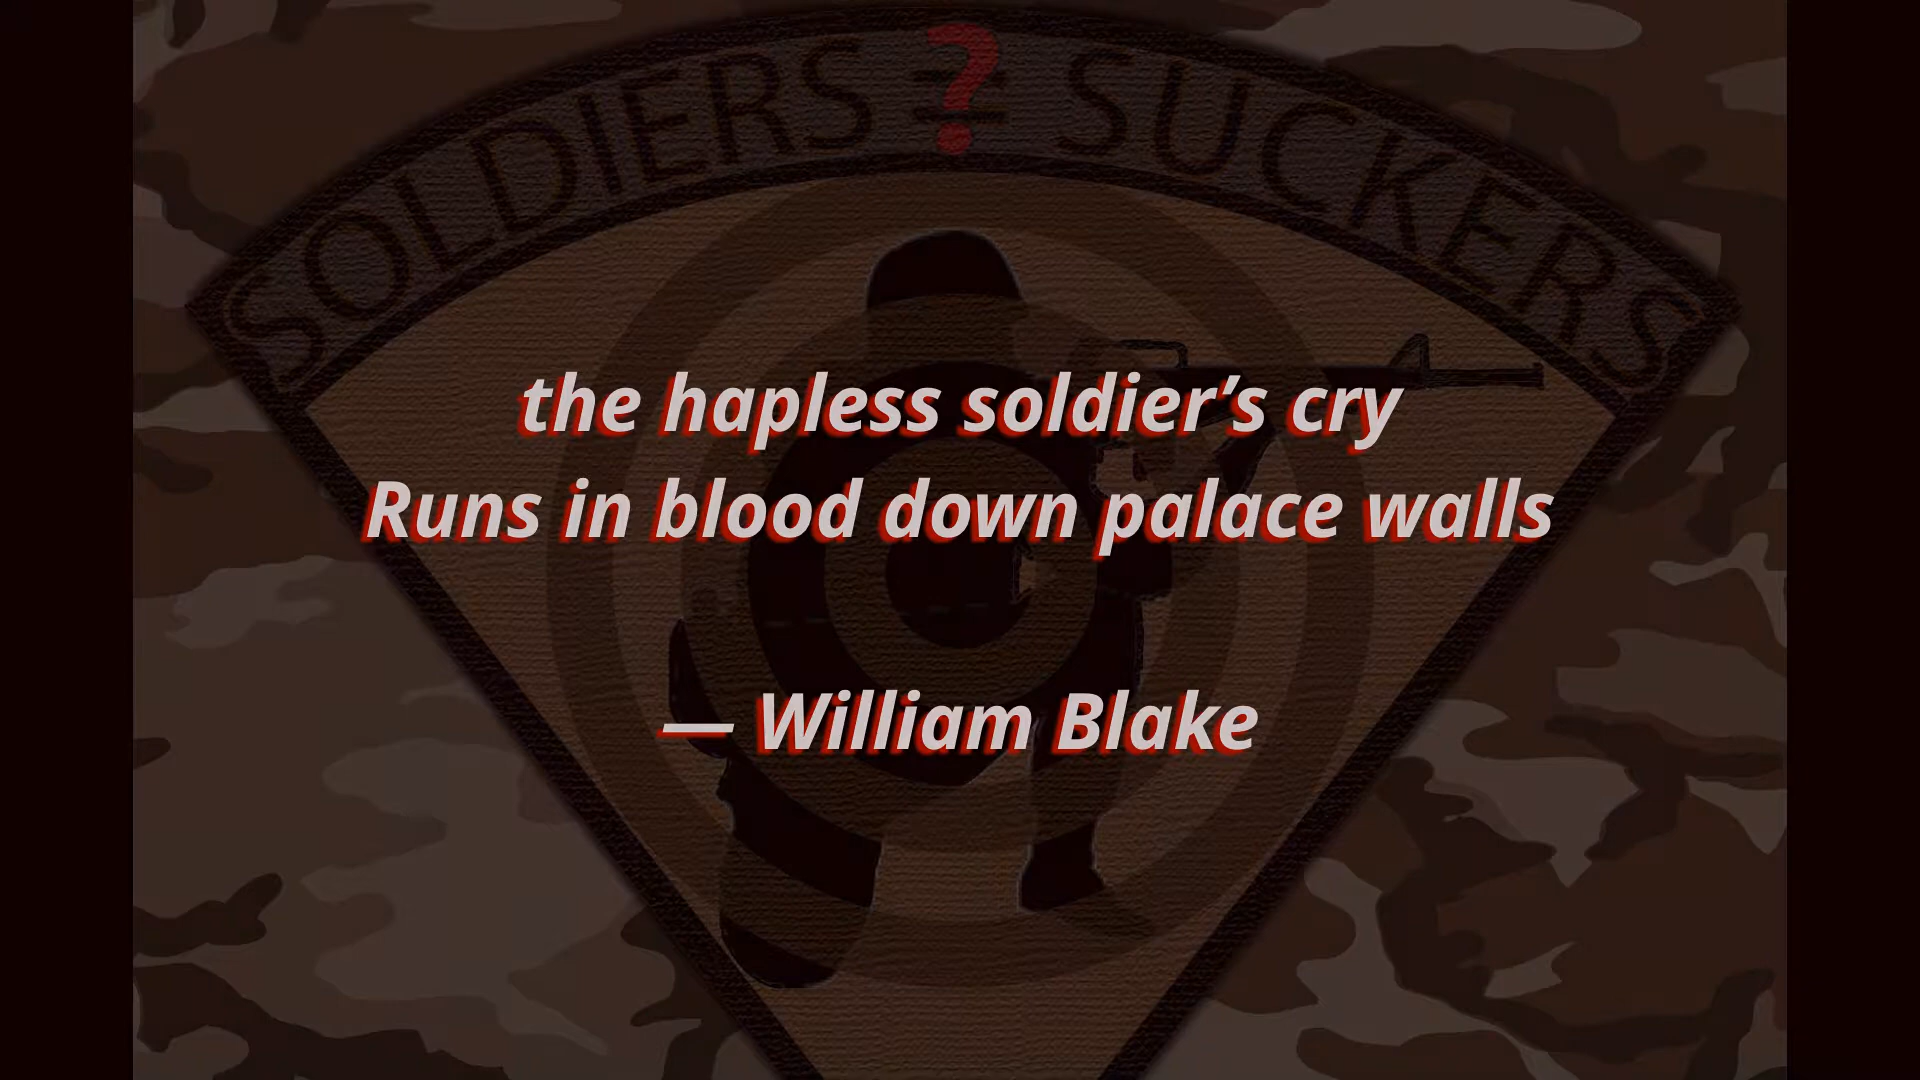 SOLDIERS ? = SUCKERS
the hapless soldier’s cry
Runs in blood down palace walls
— William Blake